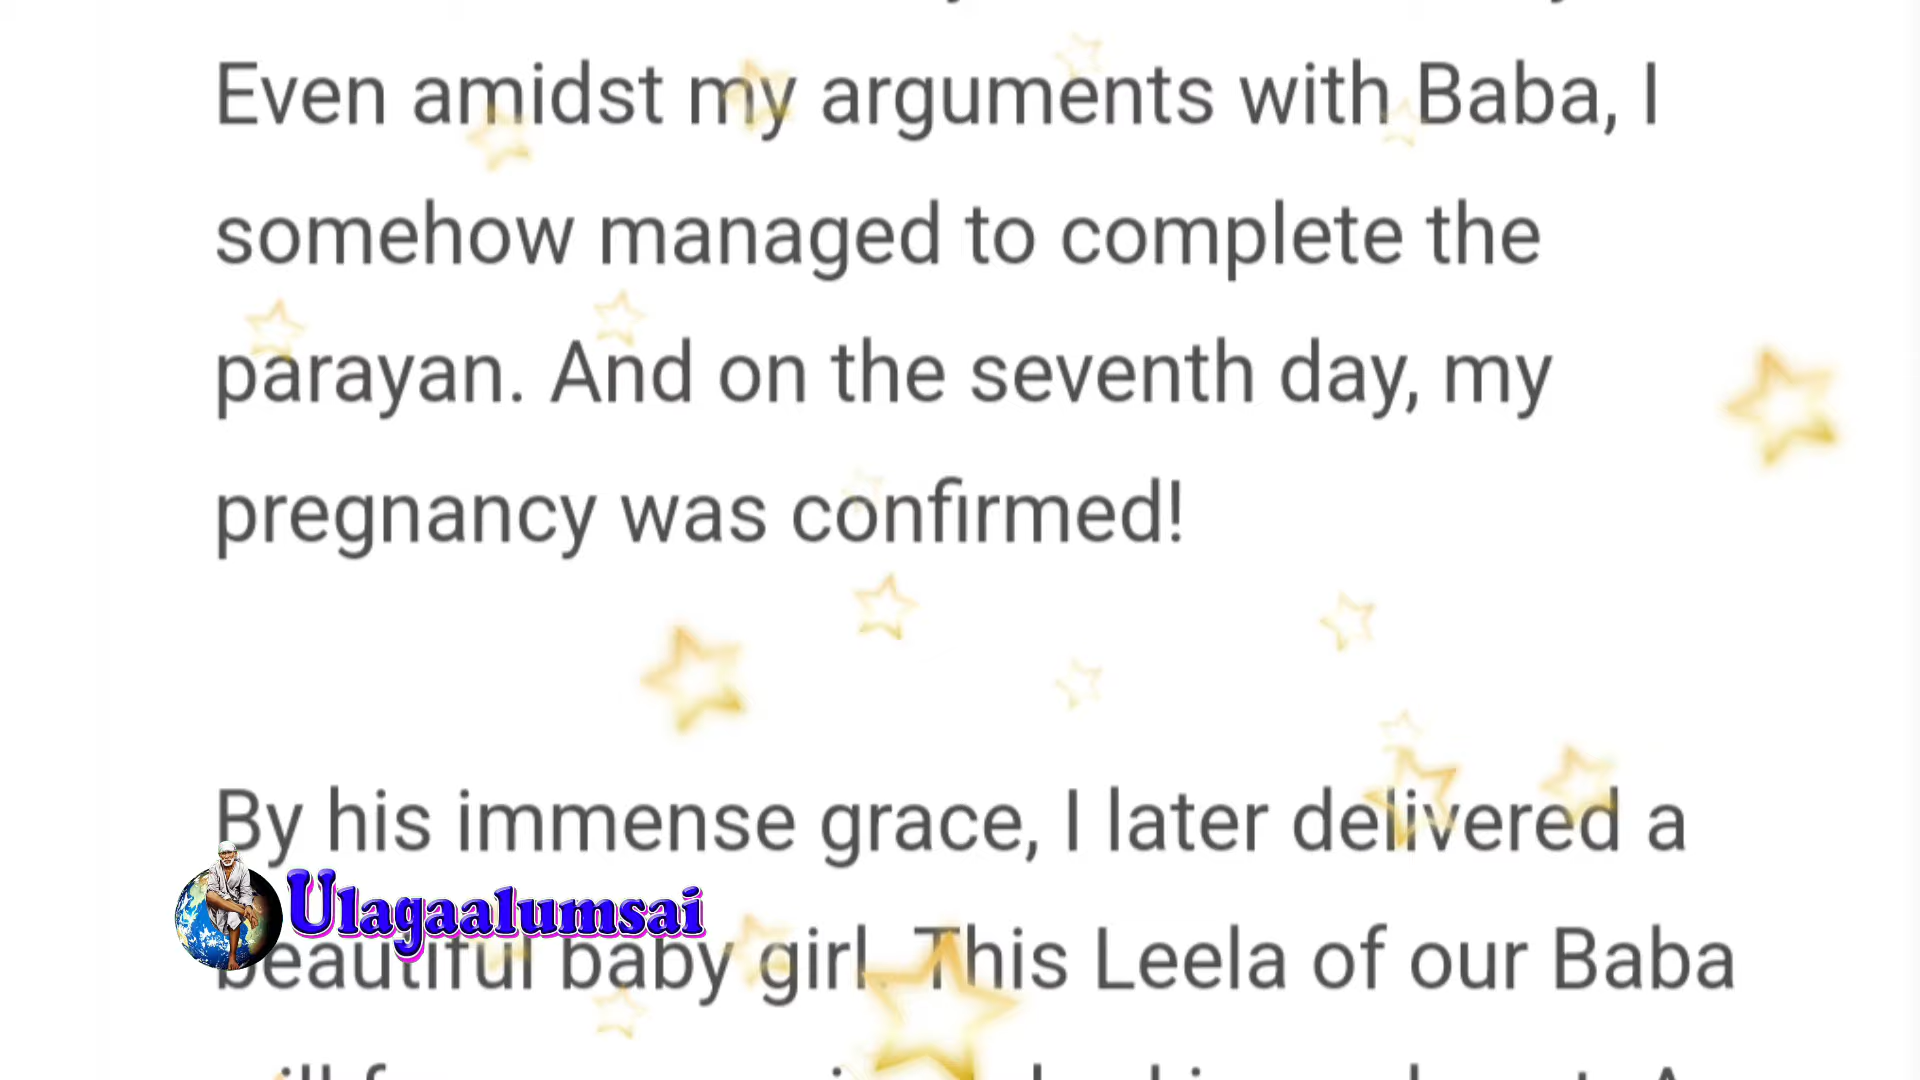 Even amidst my arguments with Baba, I
somehow managed to complete the
parayan. And on the seventh day, my
pregnancy was confirmed!
By his immense grace, I later delivered a
Ulagaalumsai
beautiful baby girl. This Leela of our Baba